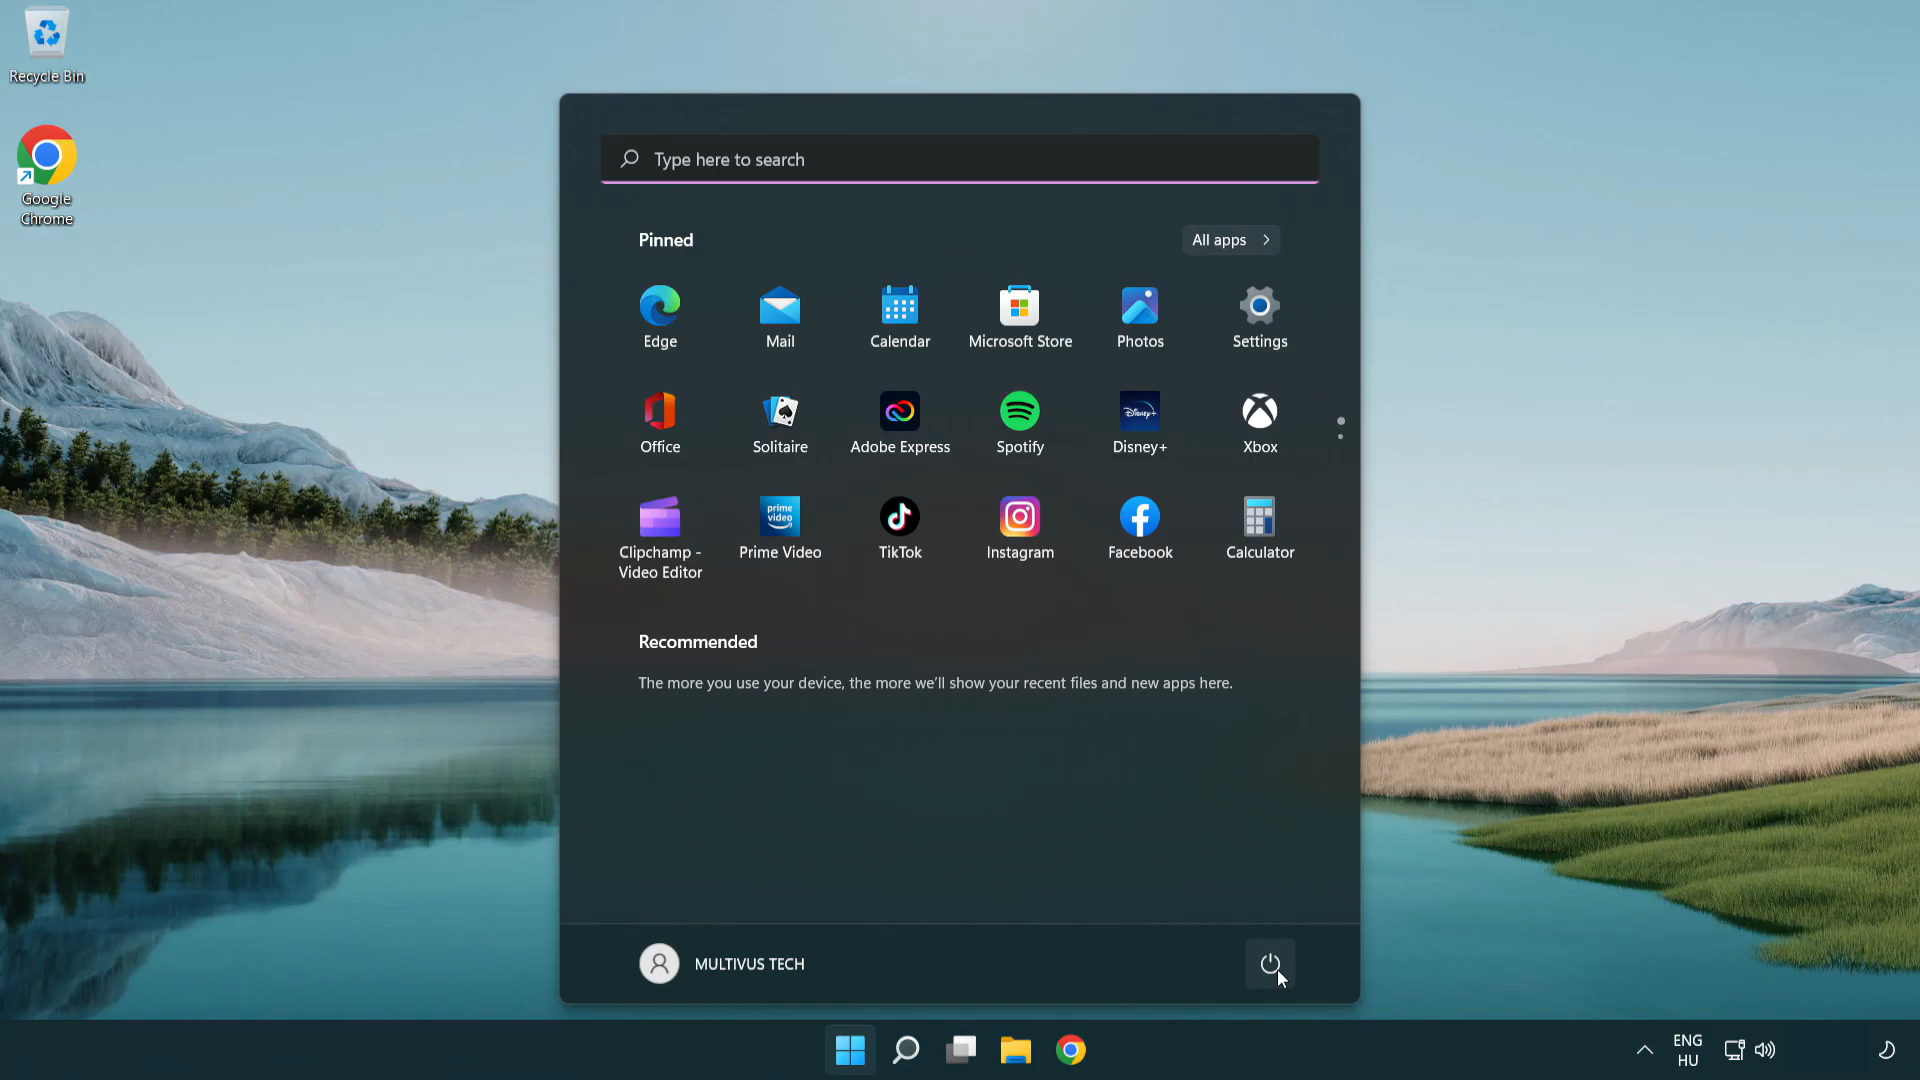 Recycle Bin
Google
Chrome
Type here to search
Pinned
All apps
Edge
Mail
Calendar
Microsoft Store
Photos
Settings
Office
Solitaire
Adobe Express
Spotify
Disney+
Disney+
Xbox
prime
video
Clipchamp -
Video Editor
Prime Video
TikTok
Instagram
Facebook
Calculator
Recommended
The more you use your device, the more we'll show your recent files and new apps here.
MULTIVUS TECH
ENG
HU